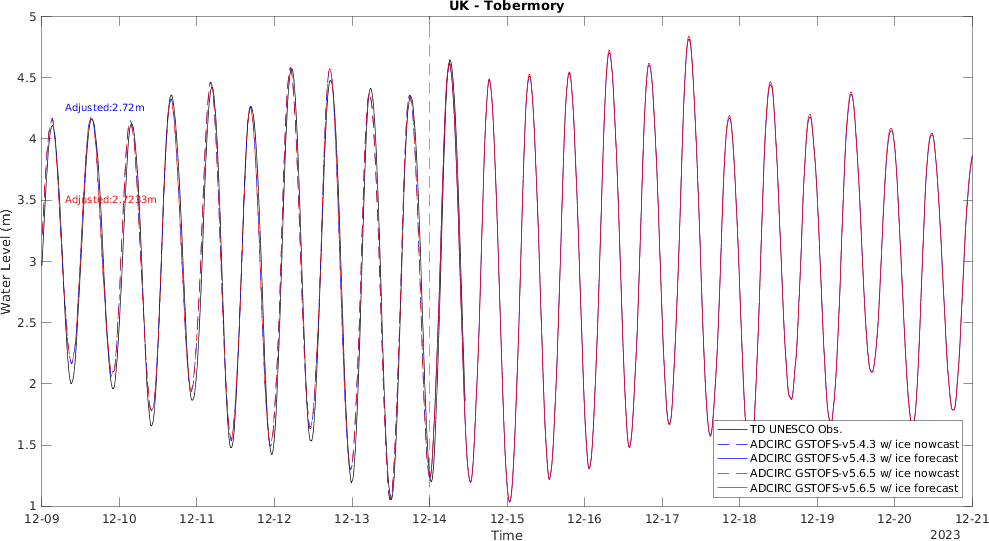 UK - Tobermory
5
4.5
4
3.5
3
2.5
2
1.5
1
Water Level (m)
Adjusted:2.72m
Adjusted:2.7233m
TD UNESCO Obs.
ADCIRC GSTOFS-v5.4.3 w/ ice nowcast
ADCIRC GSTOFS-v5.4.3 w/ ice forecast
ADCIRC GSTOFS-v5.6.5 w/ ice nowcast
ADCIRC GSTOFS-v5.6.5 w/ ice forecast
12-09 12-10 12-11 12-12 12-13 12-14 12-15 12-16 12-17 12-18 12-19 12-20 12-21
Time
2023